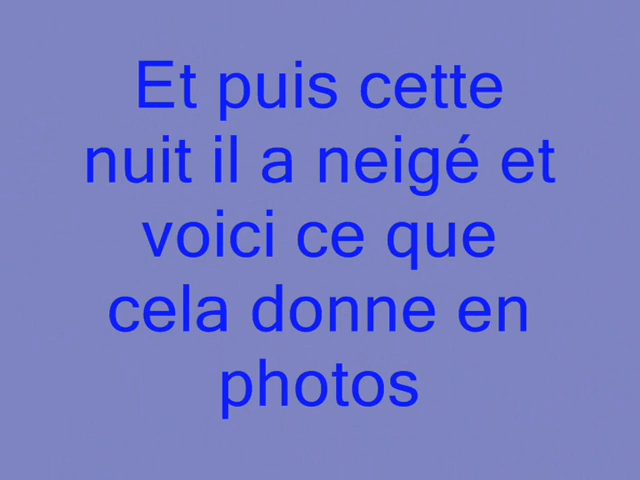 Et puis cette
nuit il a neigé et
voici ce que
cela donne en
photos